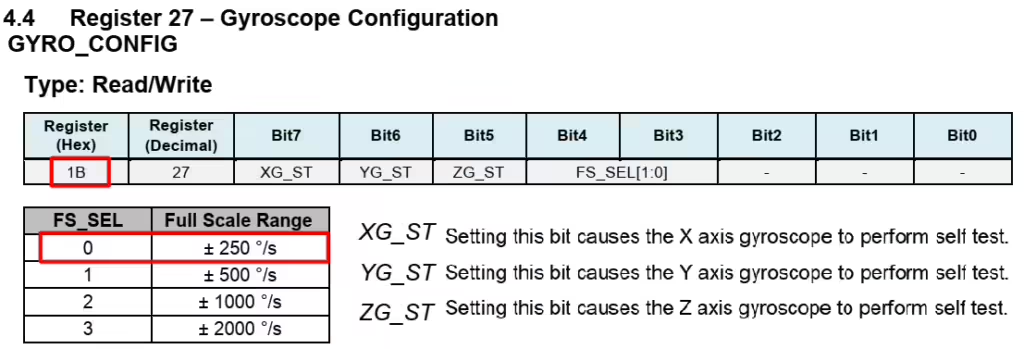 4.4 Register 27 – Gyroscope Configuration
GYRO_CONFIG
Type: Read/Write
Register (Hex) Register (Decimal) Bit7 Bit6 Bit5 Bit4 Bit3 Bit2 Bit1 Bit0
1B 27 XG_ST YG_ST ZG_ST FS_SEL[1:0] - - -
FS_SEL Full Scale Range
0 ± 250 °/s
1 ± 500 °/s
2 ± 1000 °/s
3 ± 2000 °/s
XG_ST Setting this bit causes the X axis gyroscope to perform self test.
YG_ST Setting this bit causes the Y axis gyroscope to perform self test.
ZG_ST Setting this bit causes the Z axis gyroscope to perform self test.